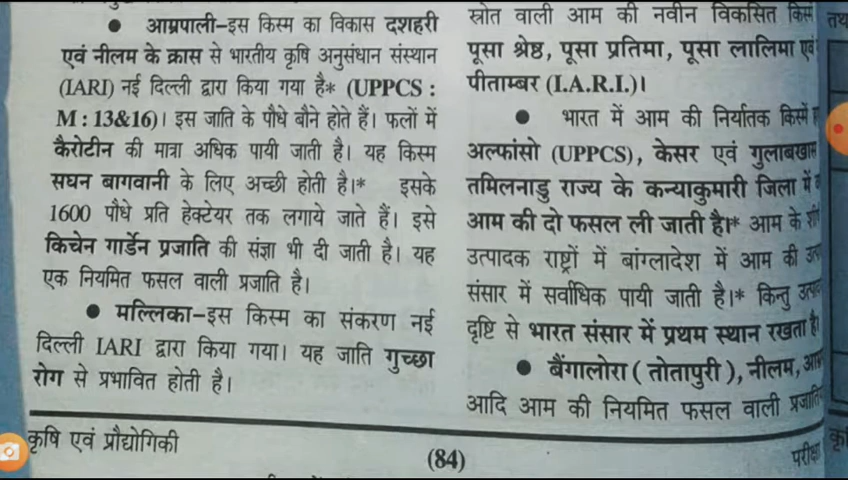 ● आम्रपाली–इस किस्म का विकास दशहरी
एवं नीलम के क्रास से भारतीय कृषि अनुसंधान संस्थान
(IARI) नई दिल्ली द्वारा किया गया है* (UPPCS :
M : 13&16)। इस जाति के पौधे बौने होते हैं। फलों में
कैरोटीन की मात्रा अधिक पायी जाती है। यह किस्म
सघन बागवानी के लिए अच्छी होती है।* इसके
1600 पौधे प्रति हेक्टेयर तक लगाये जाते हैं। इसे
किचेन गार्डेन प्रजाति की संज्ञा भी दी जाती है। यह
एक नियमित फसल वाली प्रजाति है।
● मल्लिका–इस किस्म का संकरण नई
दिल्ली IARI द्वारा किया गया। यह जाति गुच्छा
रोग से प्रभावित होती है।
स्रोत वाली आम की नवीन विकसित
पूसा श्रेष्ठ, पूसा प्रतिमा, पूसा लालिमा एवं
पीताम्बर (I.A.R.I.)।
● भारत में आम की निर्यातक किस्में
अल्फांसो (UPPCS), केसर एवं गुलाबखास
तमिलनाडु राज्य के कन्याकुमारी जिला में
आम की दो फसल ली जाती है।* आम के
उत्पादक राष्ट्रों में बांग्लादेश में आम की
संसार में सर्वाधिक पायी जाती है।* किन्तु
दृष्टि से भारत संसार में प्रथम स्थान रखता है।
● बैंगालोरा ( तोतापुरी ), नीलम,
आदि आम की नियमित फसल वाली
कृषि एवं प्रौद्योगिकी
(84)